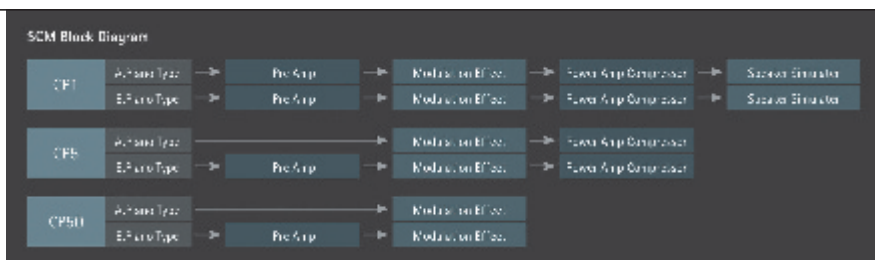 SCM Block Diagram
CP1
A.Piano Type
Pre Amp
Modulation Effect
Power Amp Compressor
Speaker Simulator
E.Piano Type
Pre Amp
Modulation Effect
Power Amp Compressor
Speaker Simulator
CP5
A.Piano Type
Modulation Effect
Power Amp Compressor
E.Piano Type
Pre Amp
Modulation Effect
Power Amp Compressor
CP50
A.Piano Type
Modulation Effect
E.Piano Type
Pre Amp
Modulation Effect